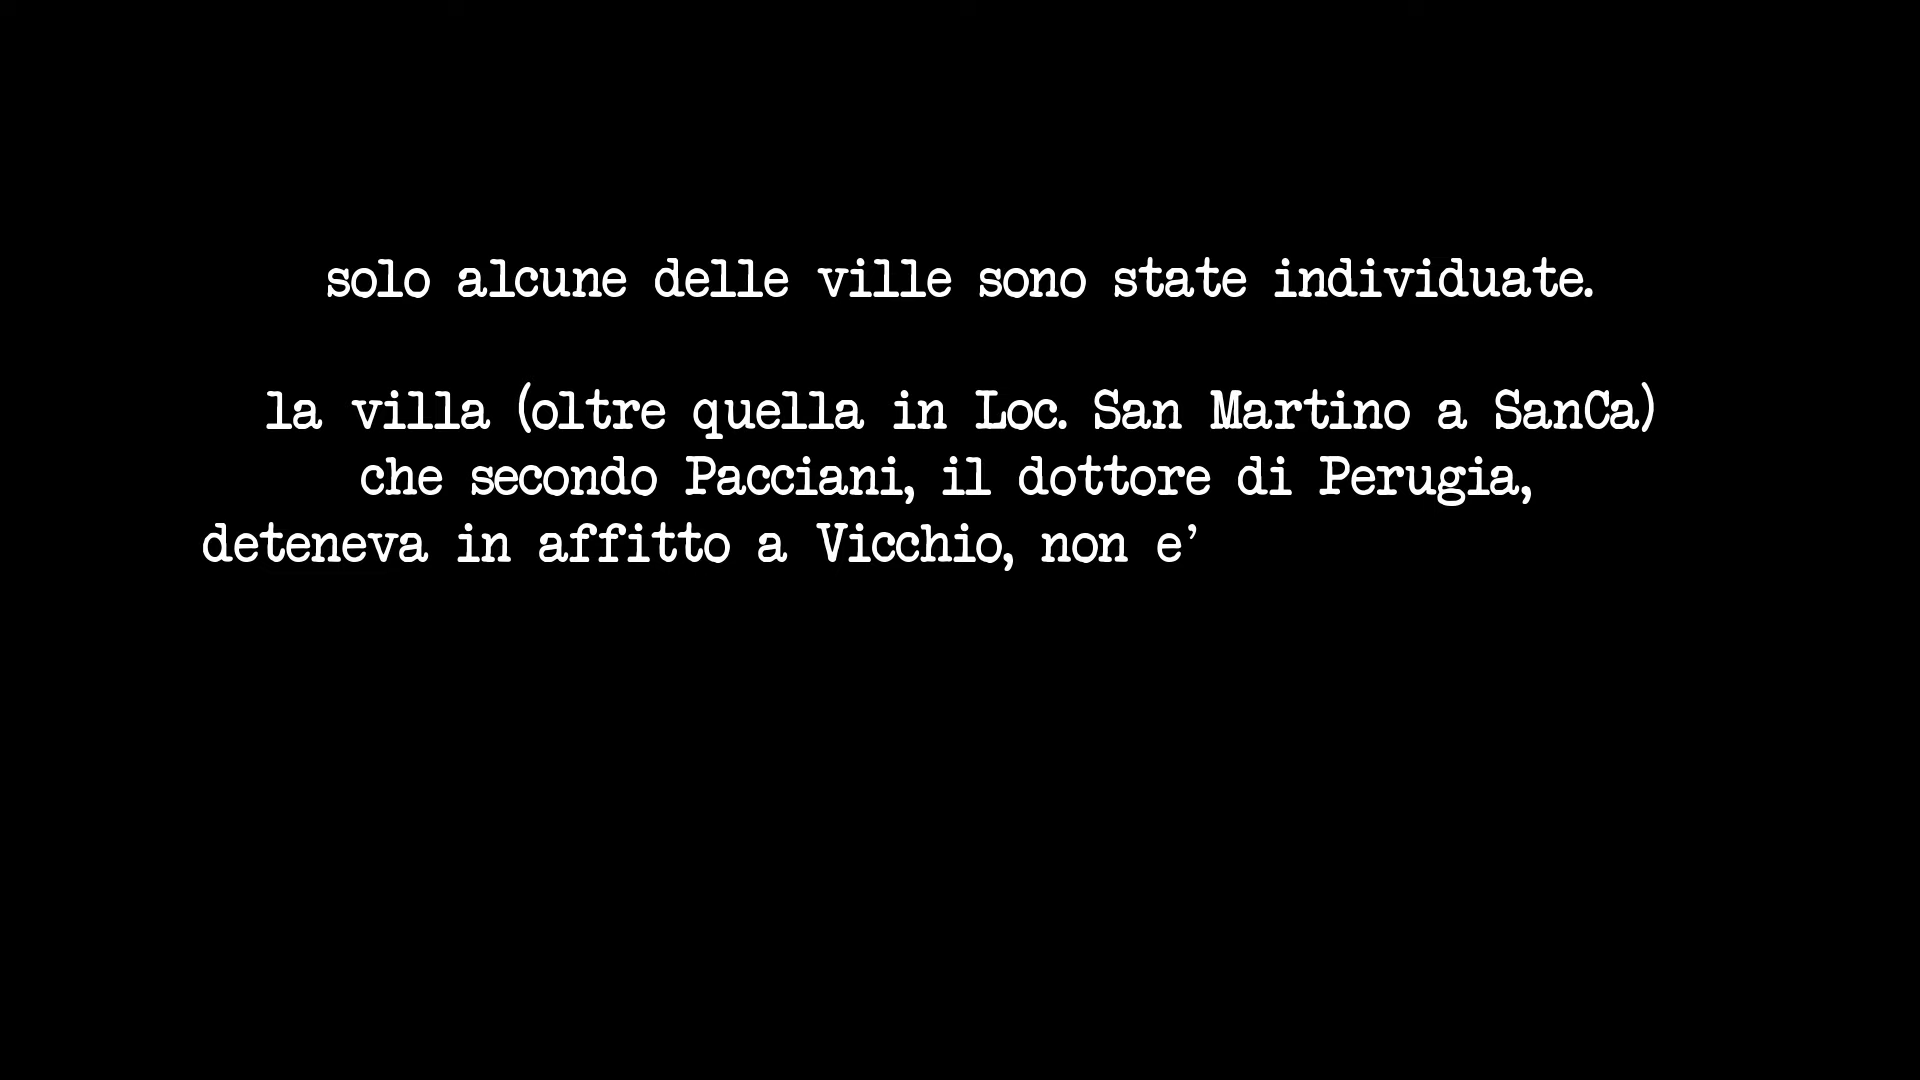 solo alcune delle ville sono state individuate.
la villa (oltre quella in Loc. San Martino a SanCa)
che secondo Pacciani, il dottore di Perugia,
deteneva in affitto a Vicchio, non e'